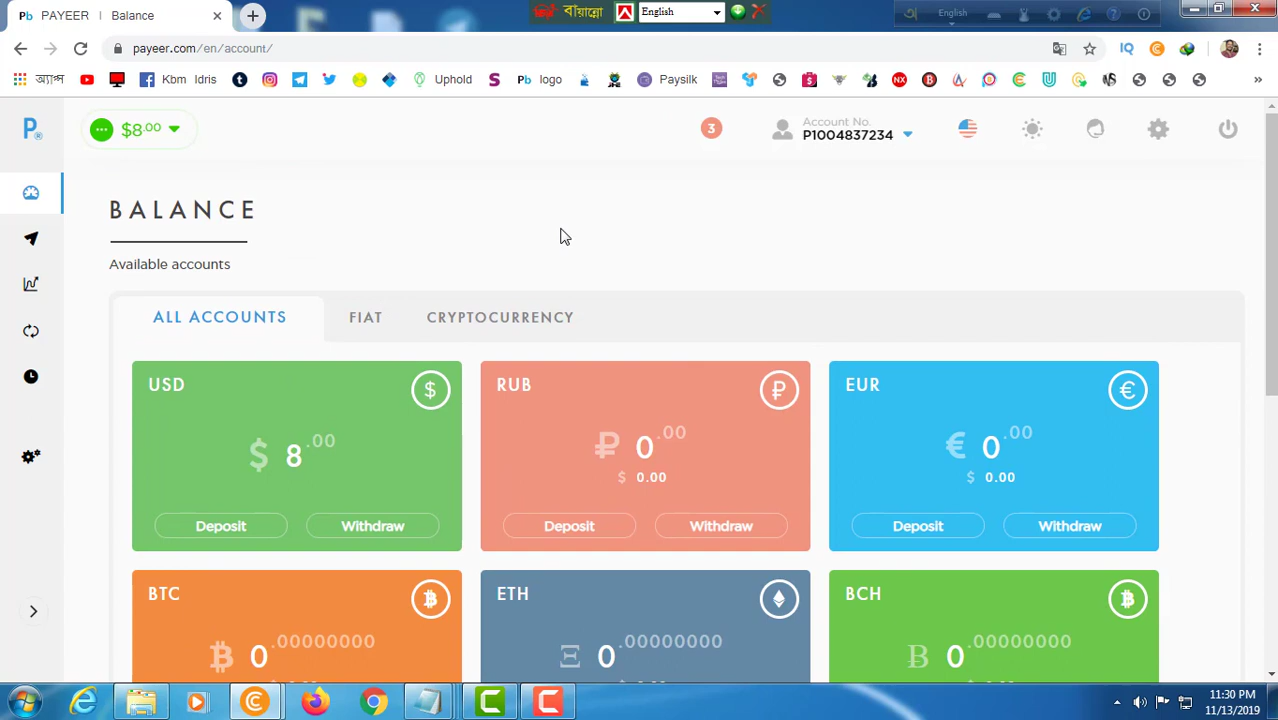 PAYEER | Balance
বাঁয়ান্নো
English
English
payeer.com/en/account/
IQ
অ্যাপ্স
Kbm Idris
Uphold
logo
Paysilk
$8.00
3
Account No.
P1004837234
BALANCE
Available accounts
ALL ACCOUNTS FIAT CRYPTOCURRENCY
USD
$ 8.00
Deposit Withdraw
RUB
₽ 0.00
$ 0.00
Deposit Withdraw
EUR
€ 0.00
$ 0.00
Deposit Withdraw
BTC
0.00000000
ETH
Ξ 0.00000000
BCH
0.00000000
11:30 PM
11/13/2019